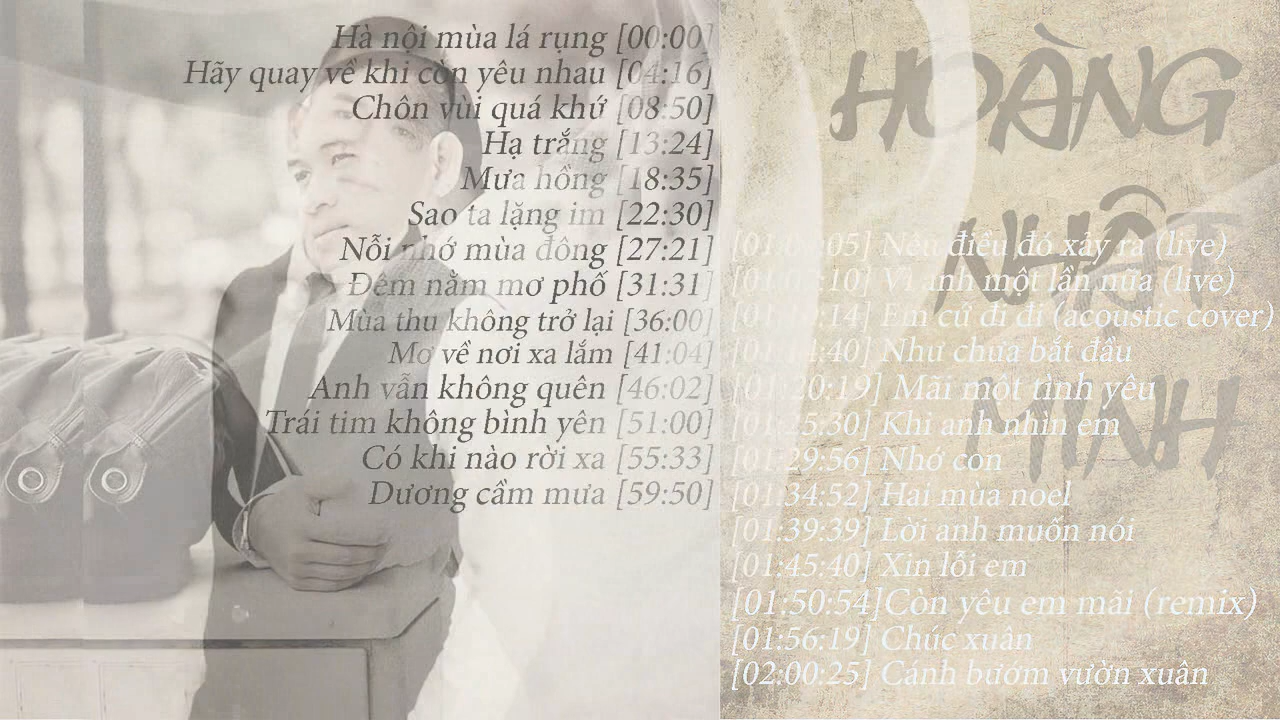 Hà nội mùa lá rụng [00:00]
Hãy quay về khi còn yêu nhau [04:16]
Chôn vùi quá khứ [08:50]
Hạ trắng [13:24]
Mưa hồng [18:35]
Sao ta lặng im [22:30]
Nỗi nhớ mùa đông [27:21]
Đêm nằm mơ phố [31:31]
Mùa thu không trở lại [36:00]
Mơ về nơi xa lắm [41:04]
Anh vẫn không quên [46:02]
Trái tim không bình yên [51:00]
Có khi nào rời xa [55:33]
Dương cầm mưa [59:50]
HOÀNG
NHẬT
MINH
Nếu điều đó xảy ra (live)
Vì anh một lần nữa (live)
Em cứ đi đi (acoustic cover)
Như chưa bắt đầu
[01:20:19] Mãi một tình yêu
[01:25:30] Khi anh nhìn em
[01:29:56] Nhớ con
[01:34:52] Hai mùa noel
[01:39:39] Lời anh muốn nói
[01:45:40] Xin lỗi em
[01:50:54]Còn yêu em mãi (remix)
[01:56:19] Chúc xuân
[02:00:25] Cánh bướm vườn xuân